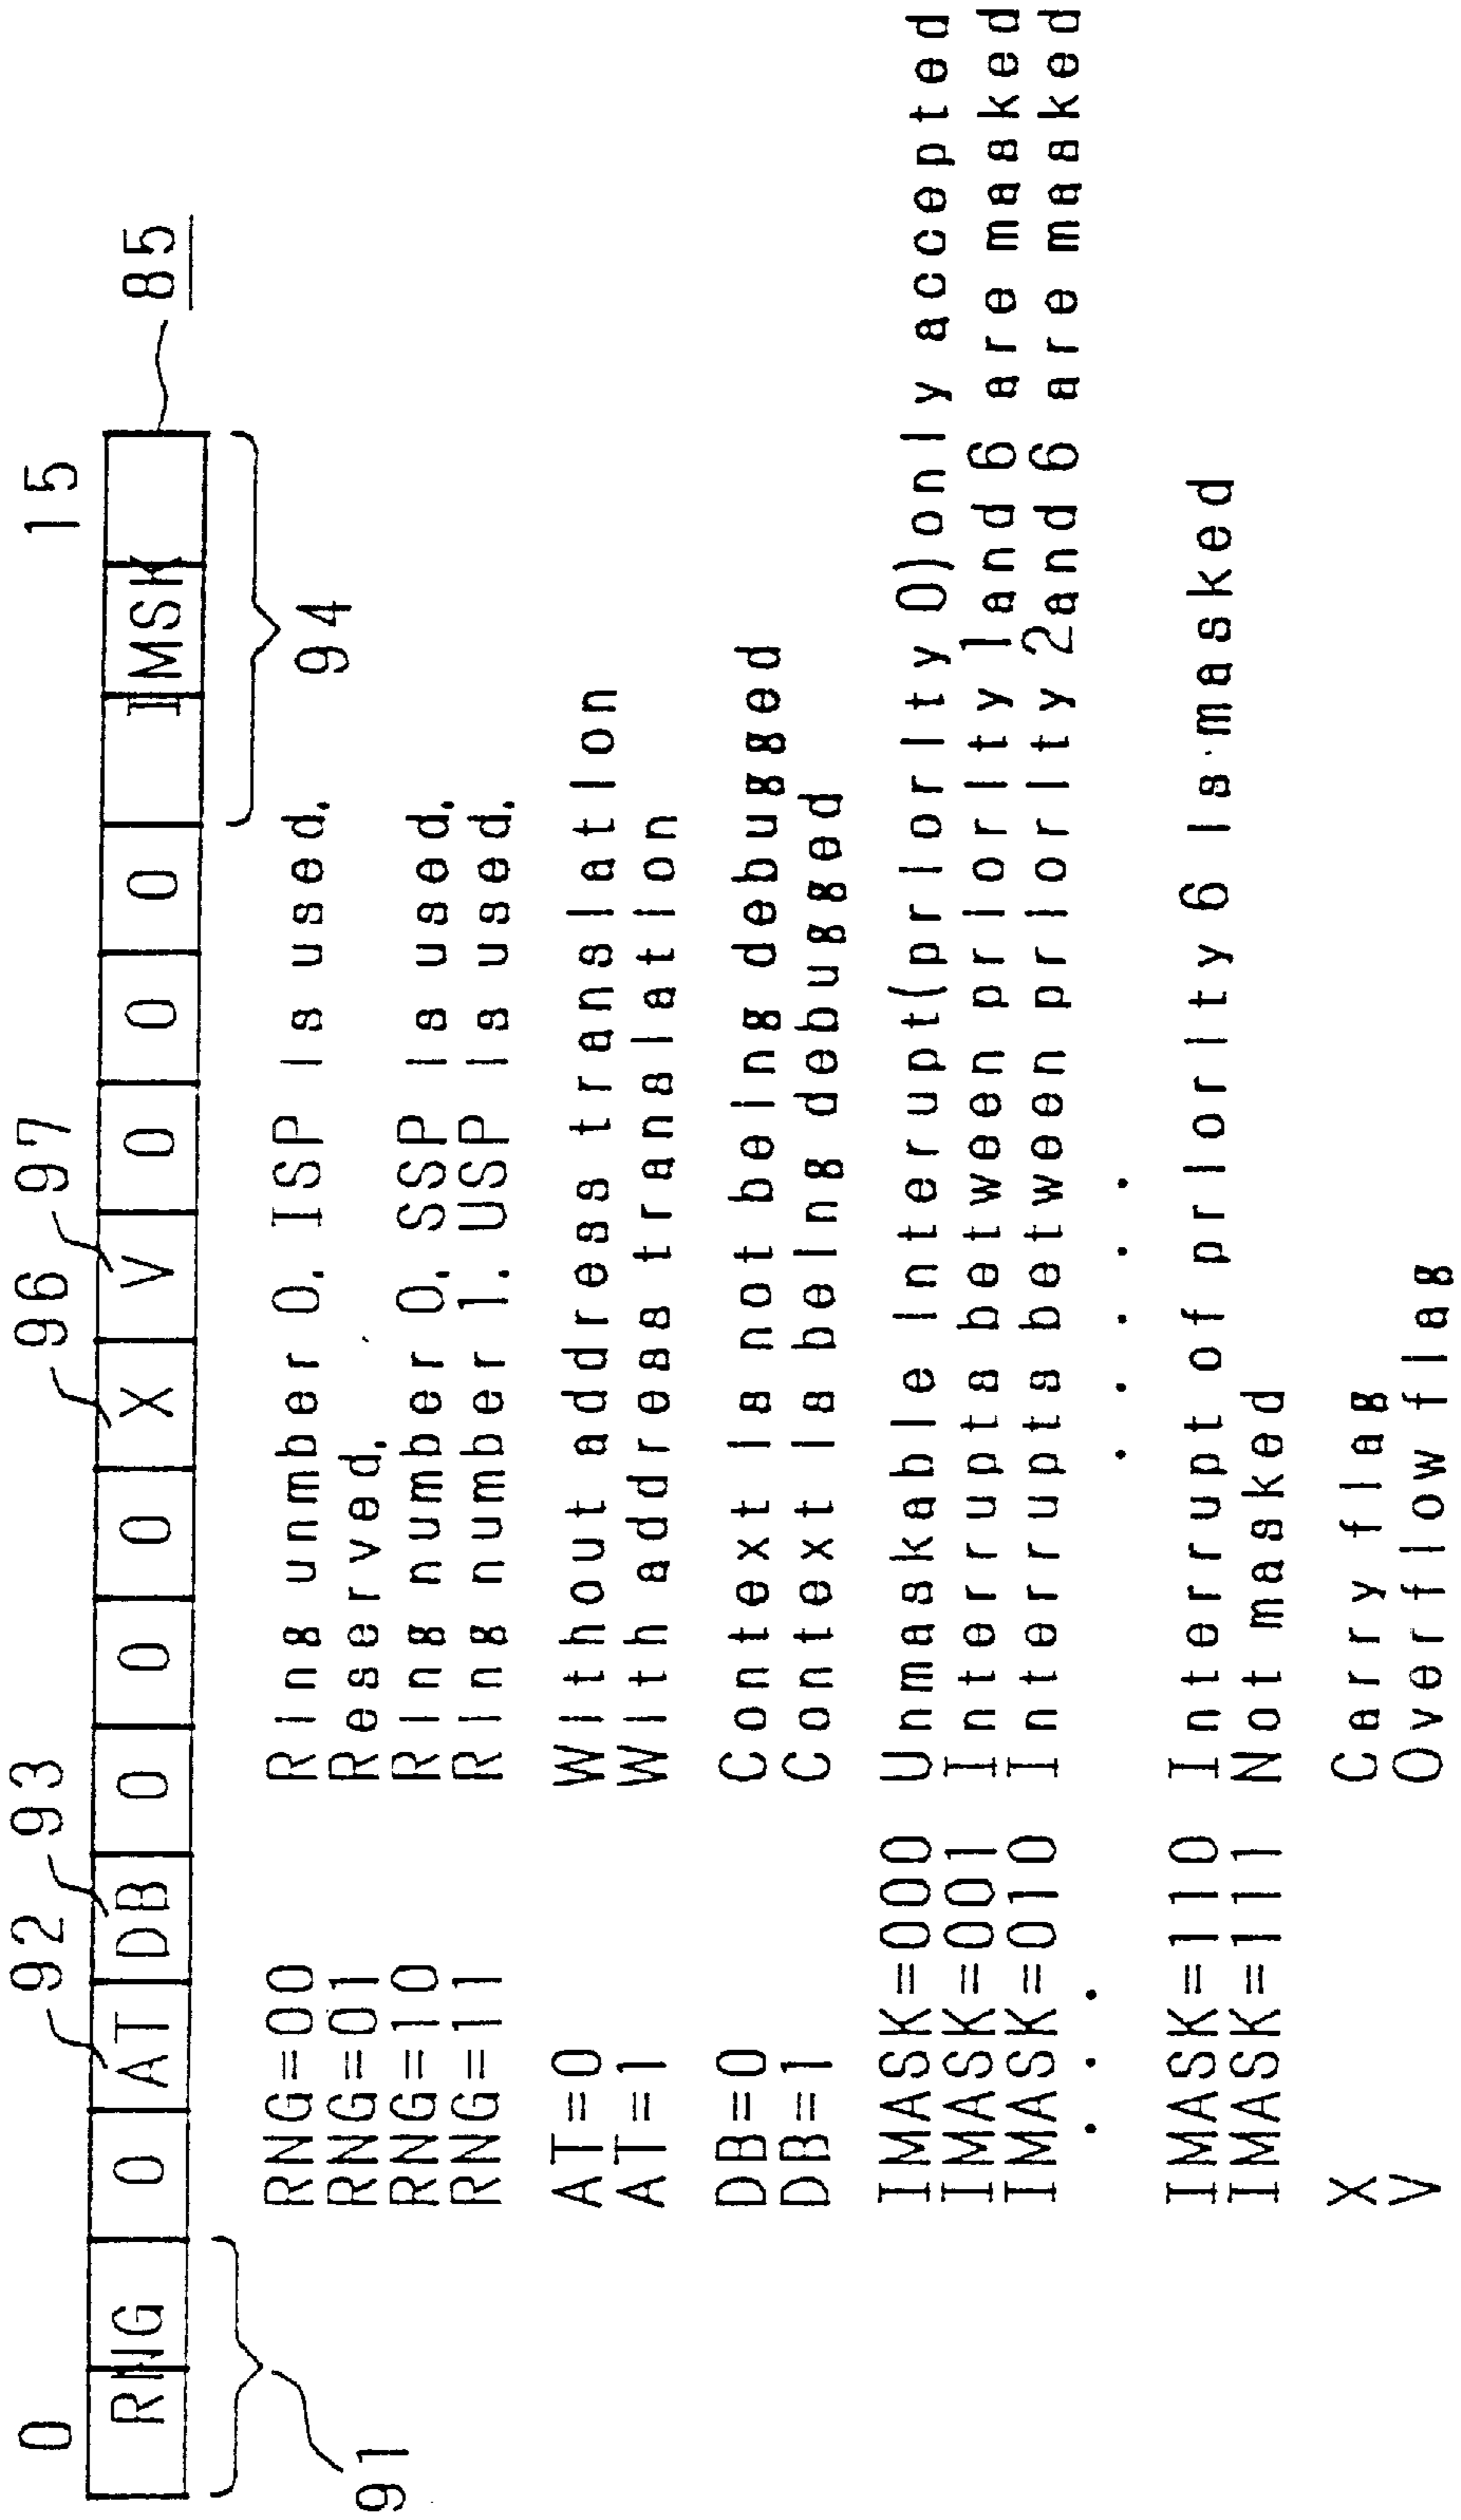 0 92 93 96 97 15
RNG 0 AT DB 0 0 0 X V 0 0 0 IMSK 85
91 94
RNG=00 Ring unmber 0. ISP is used.
RNG=01 Reserved.
RNG=10 Ring number 0. SSP is used.
RNG=11 Ring number 1. USP is used.
AT=0 Without address translation
AT=1 With address translation
DB=0 Context is not being debugged
DB=1 Context is being debugged
IMASK=000 Unmaskable interupt(priority 0)only accepted
IMASK=001 Interrupts between priority 1and 6 are masked
IMASK=010 Interrupts between priority 2and 6 are masked
. . . . . . .
IMASK=110 Interrupt of priority 6 is masked
IMASK=111 Not masked
X Carry flag
V Overflow flag